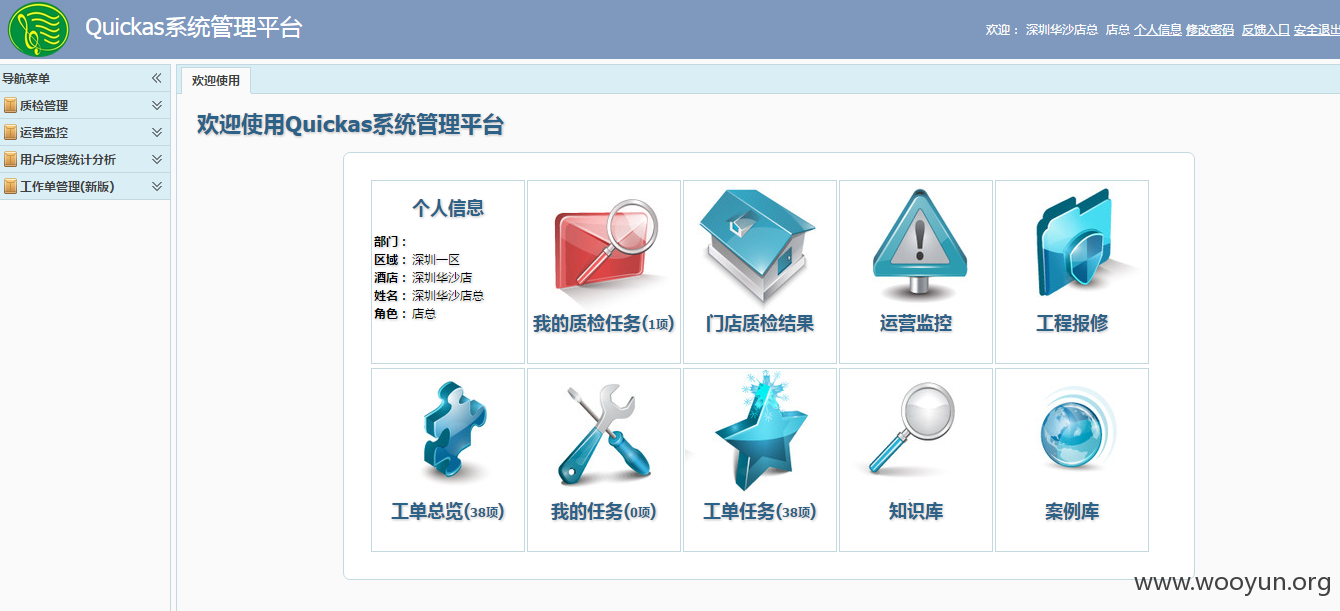 Quickas系统管理平台
欢迎： 深圳华沙店总 店总 个人信息 修改密码 反馈入口 安全退出
导航菜单
质检管理
运营监控
用户反馈统计分析
工作单管理(新版)
欢迎使用
欢迎使用Quickas系统管理平台
个人信息
部门：
区域：深圳一区
酒店：深圳华沙店
姓名：深圳华沙店总
角色：店总
我的质检任务(1项)
门店质检结果
运营监控
工程报修
工单总览(38项)
我的任务(0项)
工单任务(38项)
知识库
案例库
www.wooyun.org